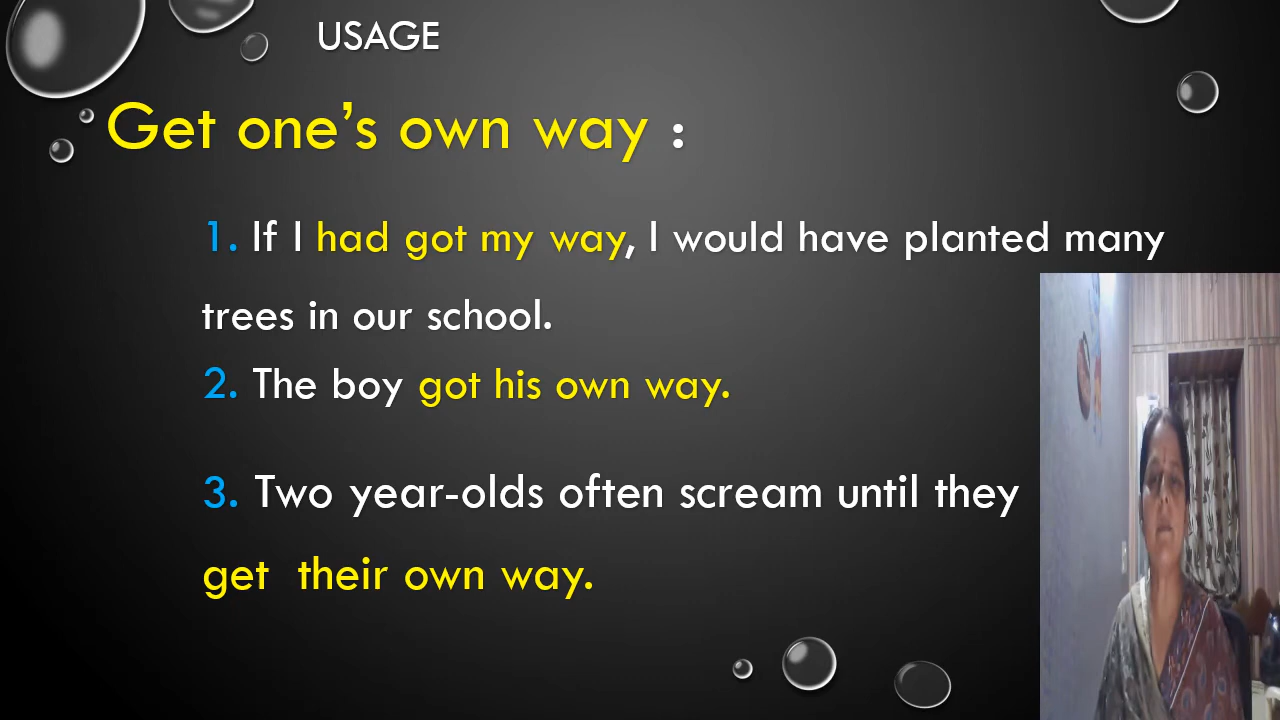 USAGE
Get one’s own way :
1. If I had got my way, I would have planted many
trees in our school.
2. The boy got his own way.
3. Two year-olds often scream until they
get their own way.